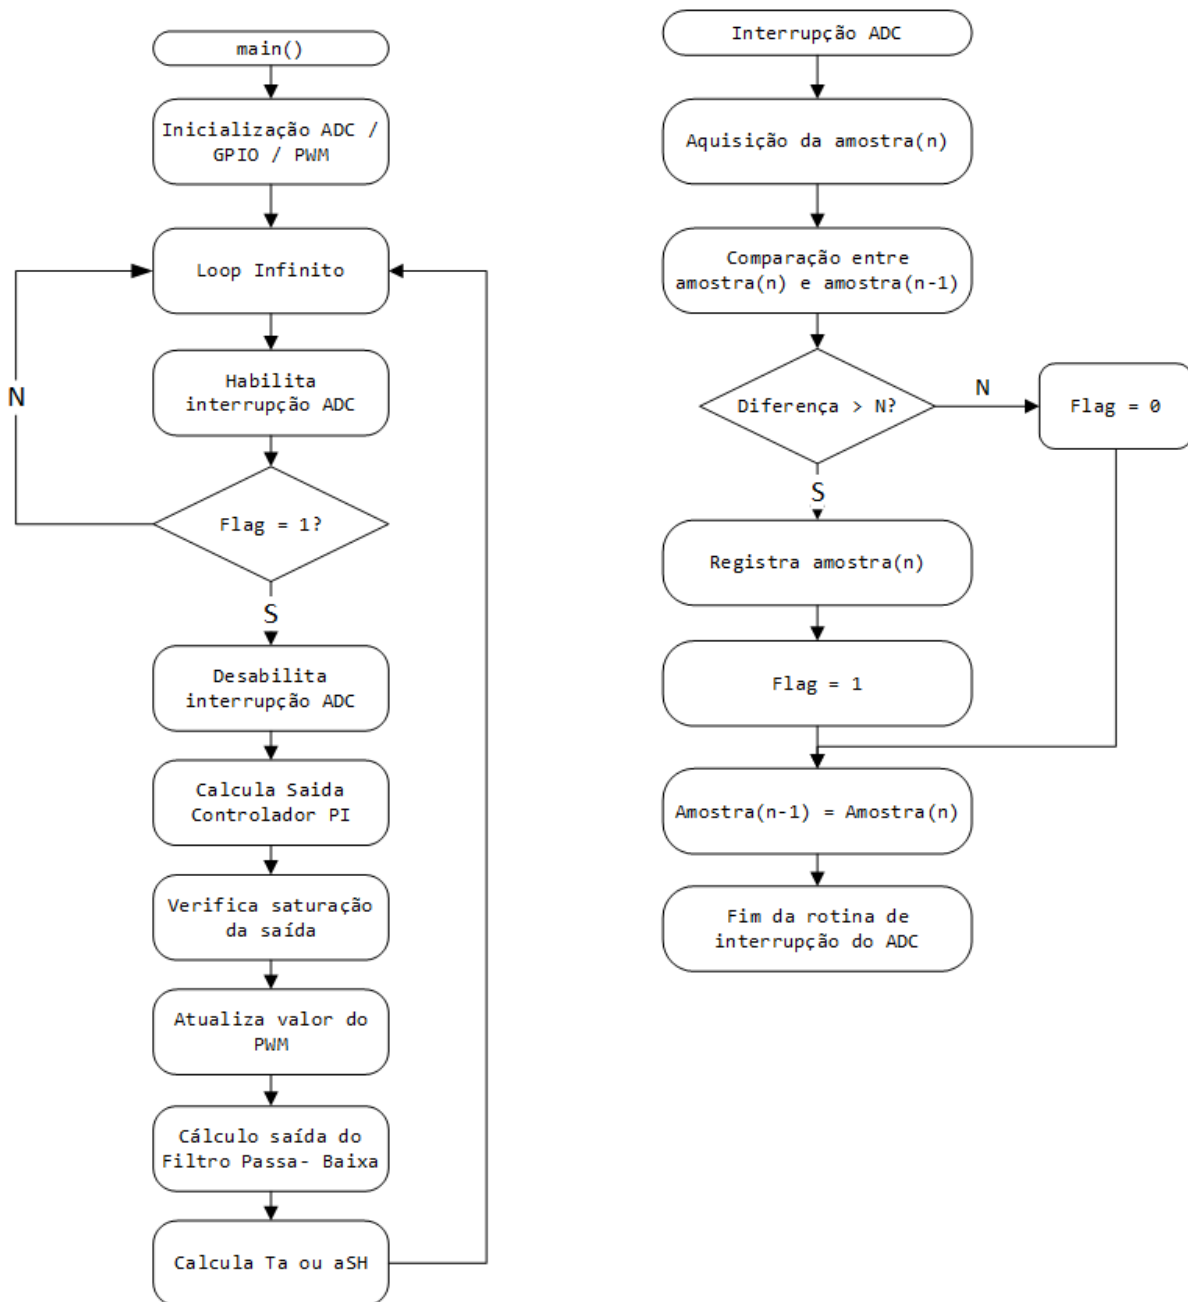 main()
Inicialização ADC /
GPIO / PWM
Loop Infinito
Habilita
interrupção ADC
N
Flag = 1?
S
Desabilita
interrupção ADC
Calcula Saida
Controlador PI
Verifica saturação
da saída
Atualiza valor do
PWM
Cálculo saída do
Filtro Passa- Baixa
Calcula Ta ou aSH
Interrupção ADC
Aquisição da amostra(n)
Comparação entre
amostra(n) e amostra(n-1)
Diferença > N?
N
Flag = 0
S
Registra amostra(n)
Flag = 1
Amostra(n-1) = Amostra(n)
Fim da rotina de
interrupção do ADC